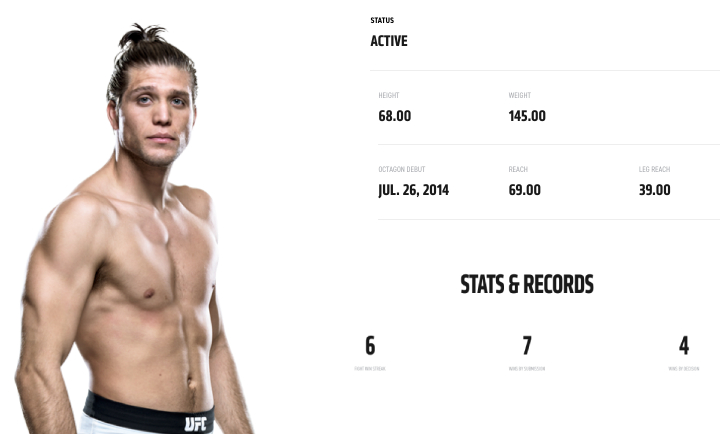 STATUS
ACTIVE
HEIGHT
WEIGHT
68.00
145.00
OCTAGON DEBUT
REACH
LEG REACH
JUL. 26, 2014
69.00
39.00
STATS & RECORDS
6
7
4
FIGHT WIN STREAK
WINS BY SUBMISSION
WINS BY DECISION
UFC